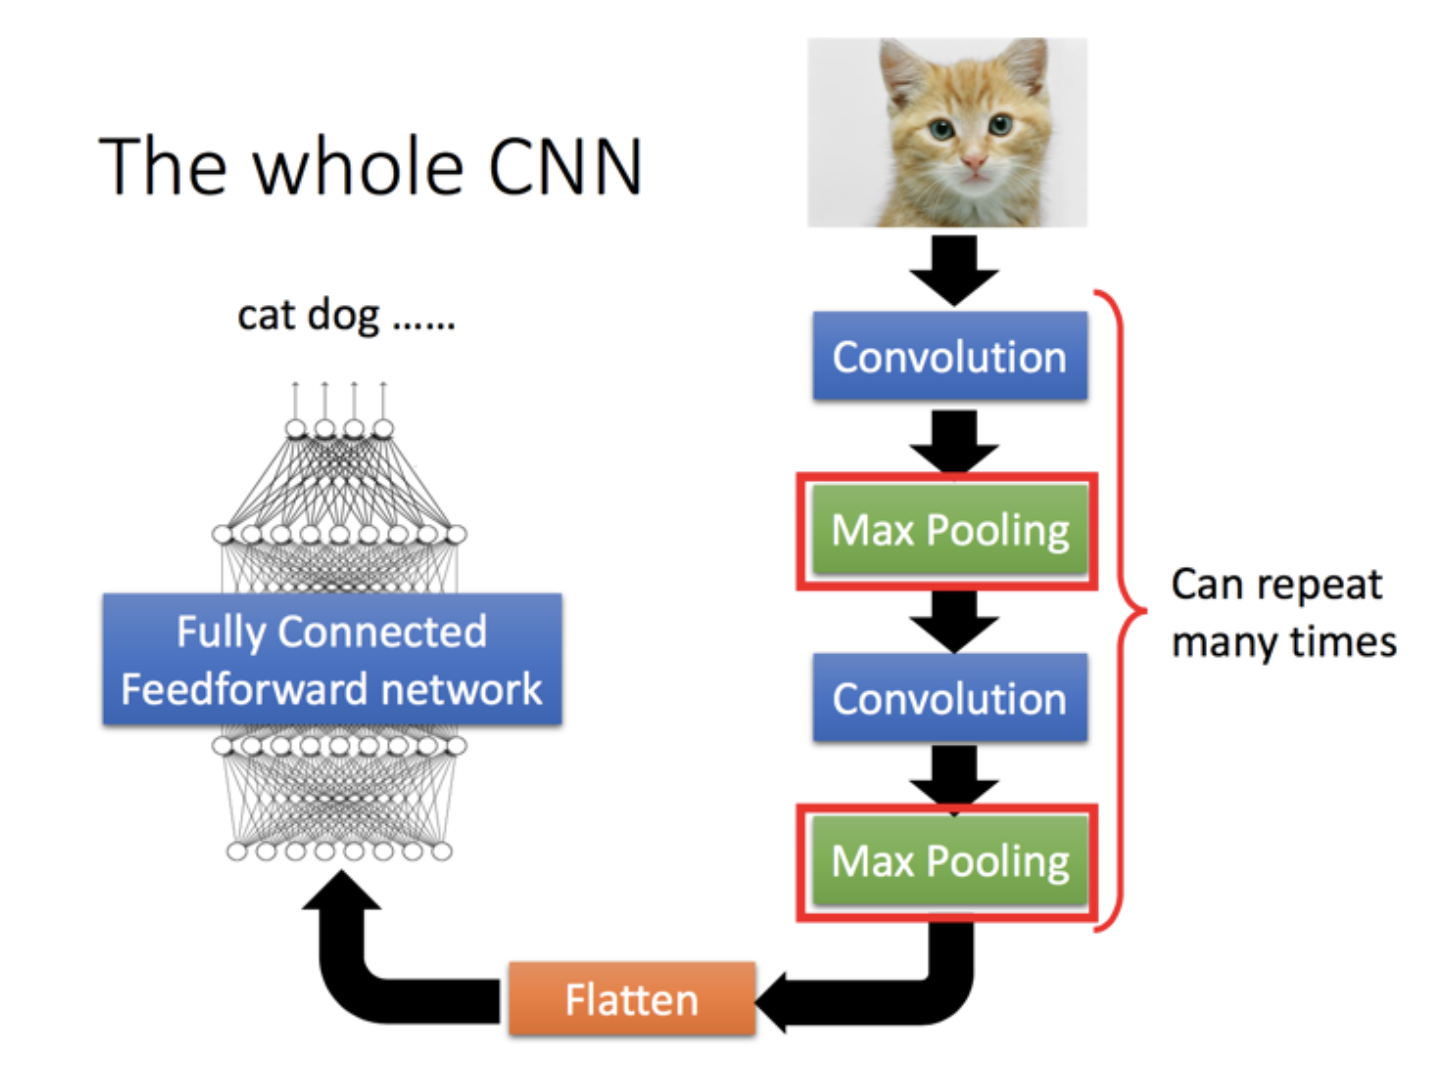 The whole CNN
cat dog ......
Convolution
Max Pooling
Convolution
Max Pooling
Can repeat
many times
Flatten
Fully Connected
Feedforward network